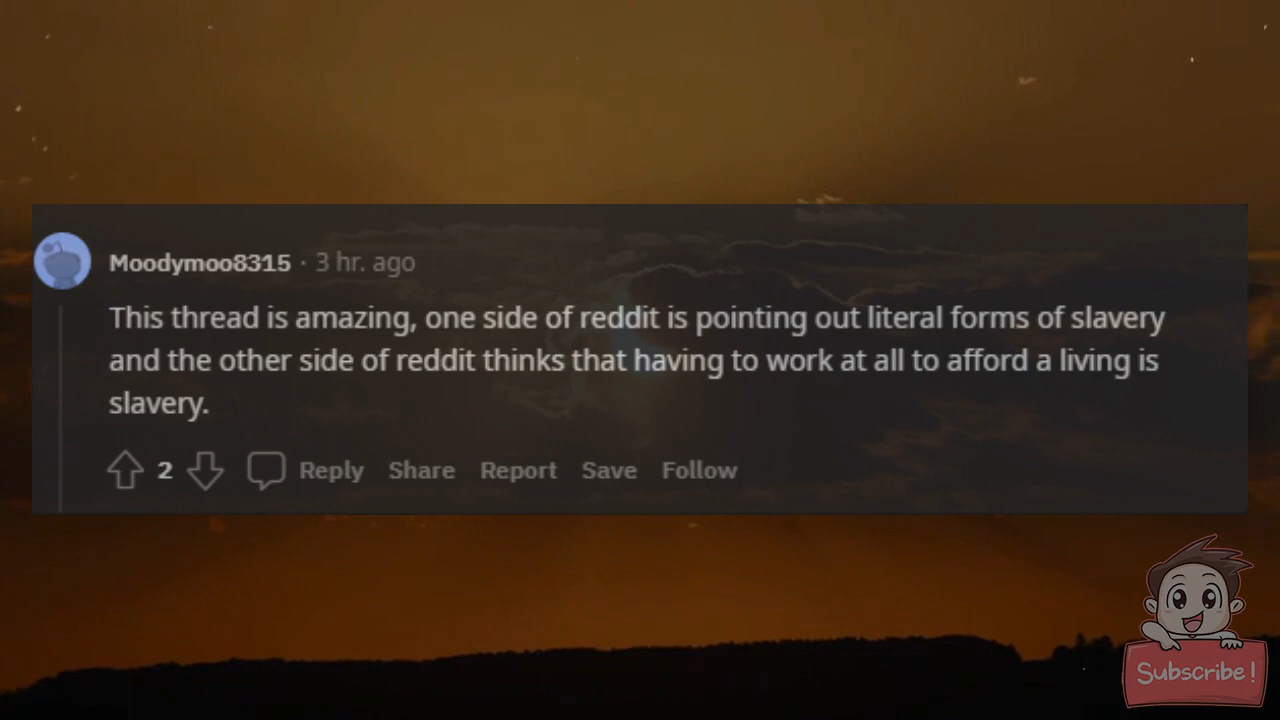 Moodymoo8315 · 3 hr. ago
This thread is amazing, one side of reddit is pointing out literal forms of slavery
and the other side of reddit thinks that having to work at all to afford a living is
slavery.
2 Reply Share Report Save Follow
Subscribe!